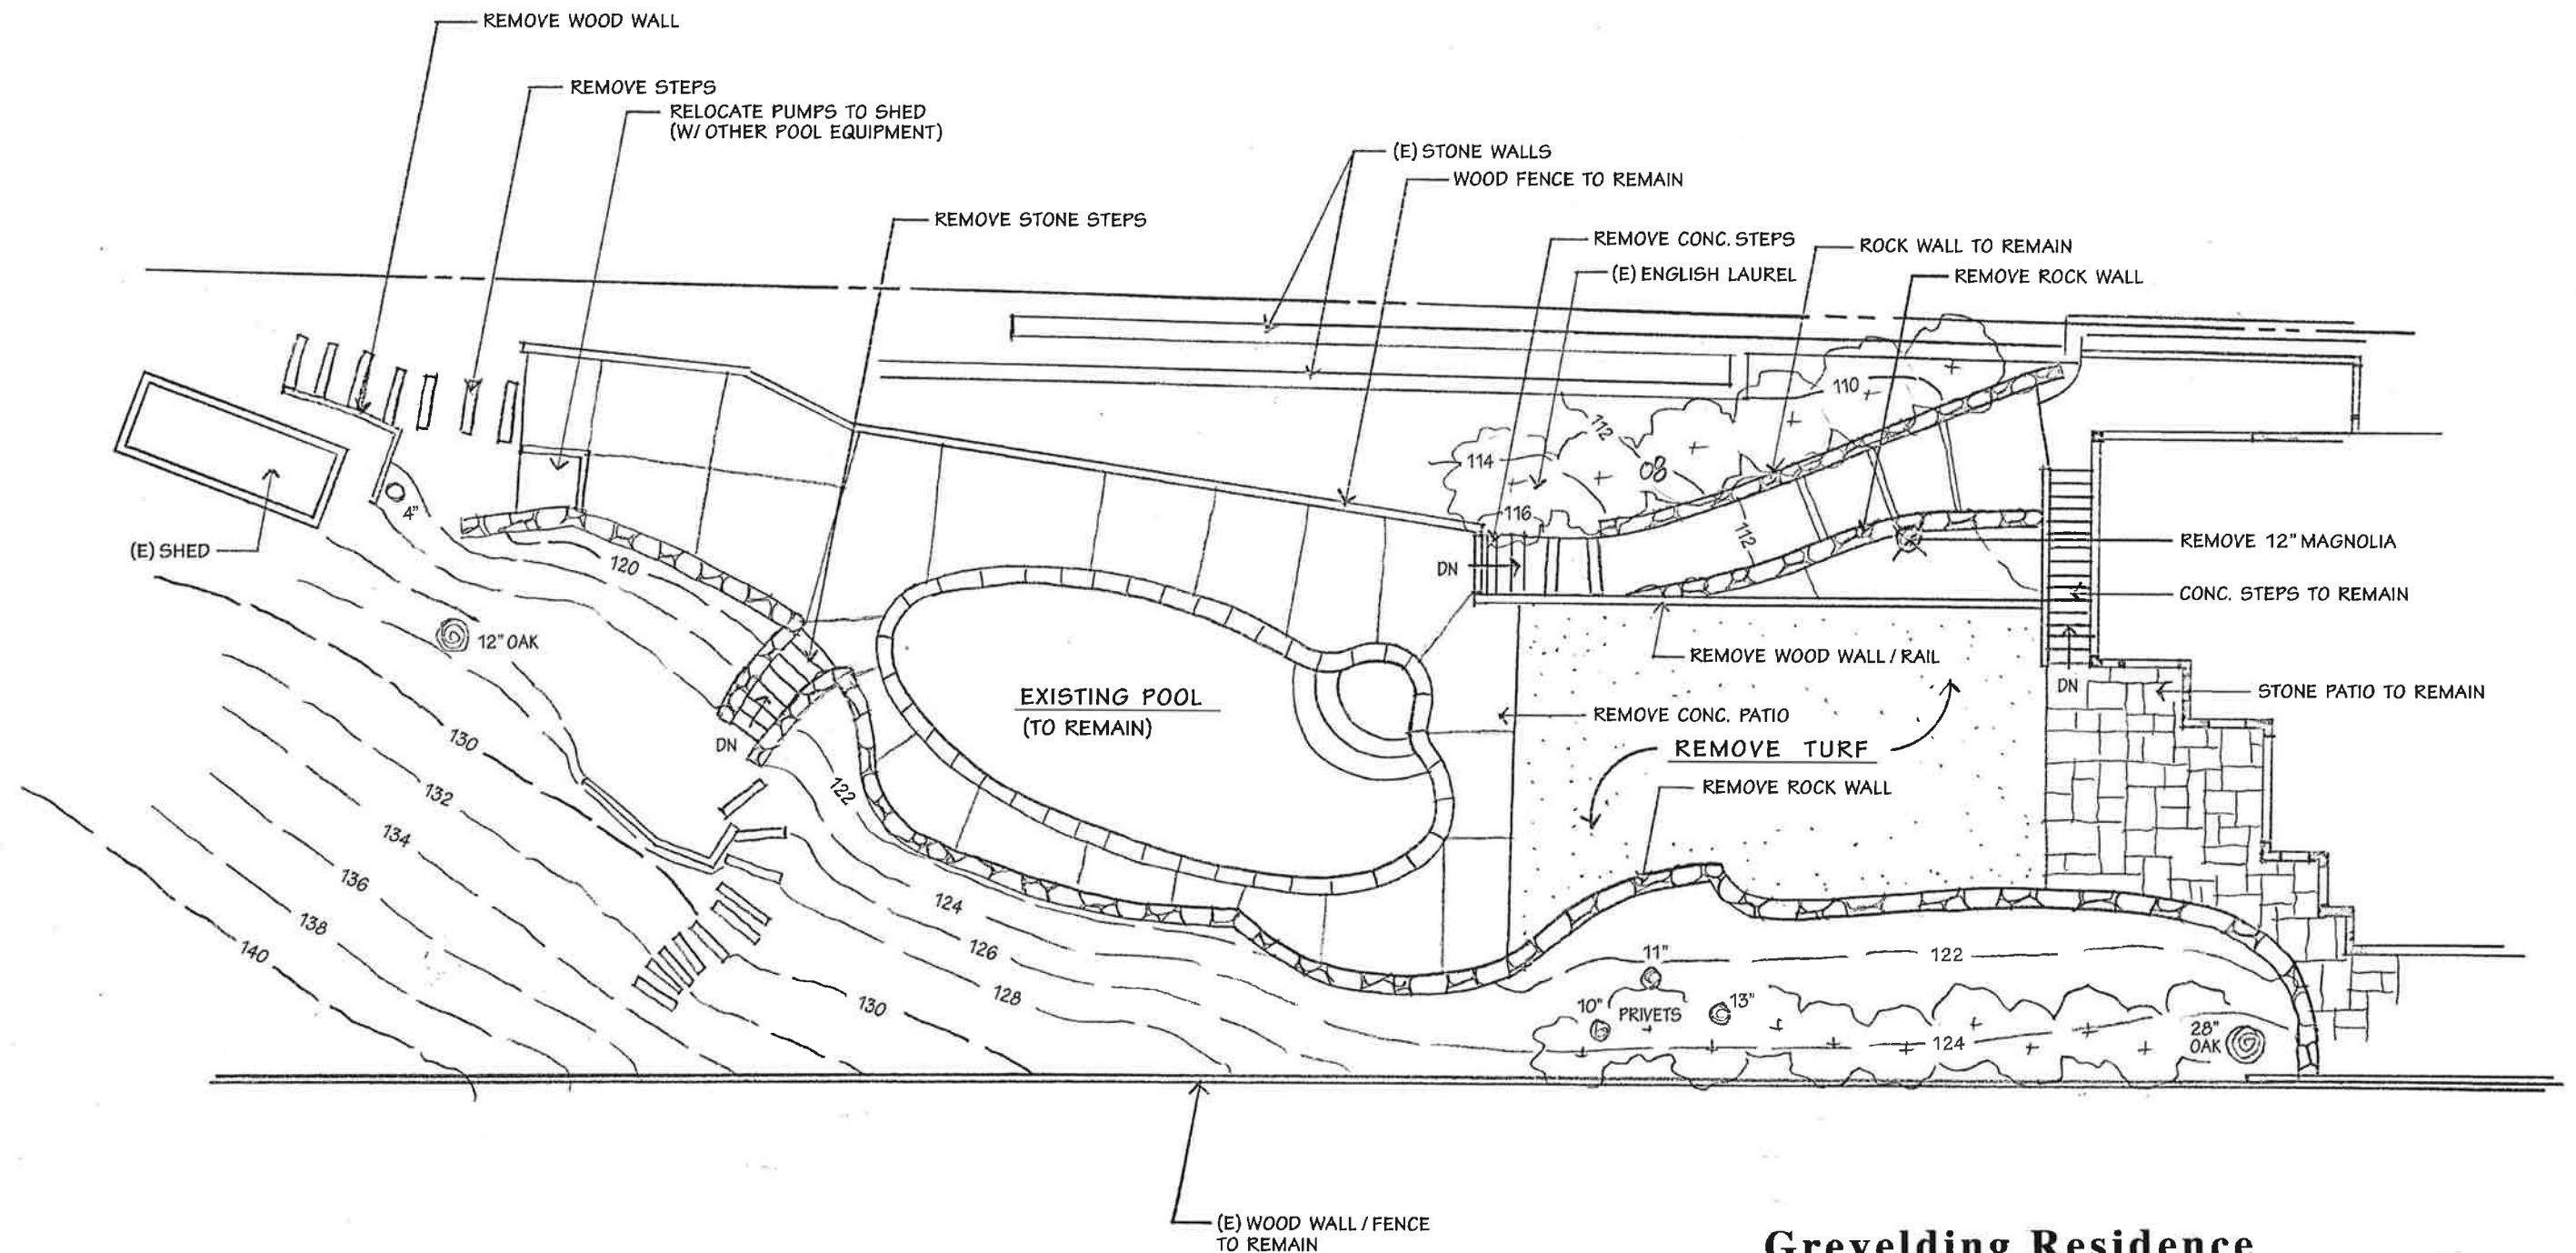 REMOVE WOOD WALL
REMOVE STEPS
RELOCATE PUMPS TO SHED
(W/ OTHER POOL EQUIPMENT)
(E) STONE WALLS
WOOD FENCE TO REMAIN
REMOVE STONE STEPS
REMOVE CONC. STEPS
ROCK WALL TO REMAIN
(E) ENGLISH LAUREL
REMOVE ROCK WALL
110
112
114
116
112
4"
(E) SHED
120
DN
REMOVE 12" MAGNOLIA
CONC. STEPS TO REMAIN
12" OAK
REMOVE WOOD WALL / RAIL
DN
STONE PATIO TO REMAIN
EXISTING POOL
(TO REMAIN)
REMOVE CONC. PATIO
REMOVE TURF
REMOVE ROCK WALL
DN
122
130
132
134
136
138
140
124
126
128
130
122
11"
10"
PRIVETS
13"
124
28"
OAK
(E) WOOD WALL / FENCE
TO REMAIN
Greyelding Residence